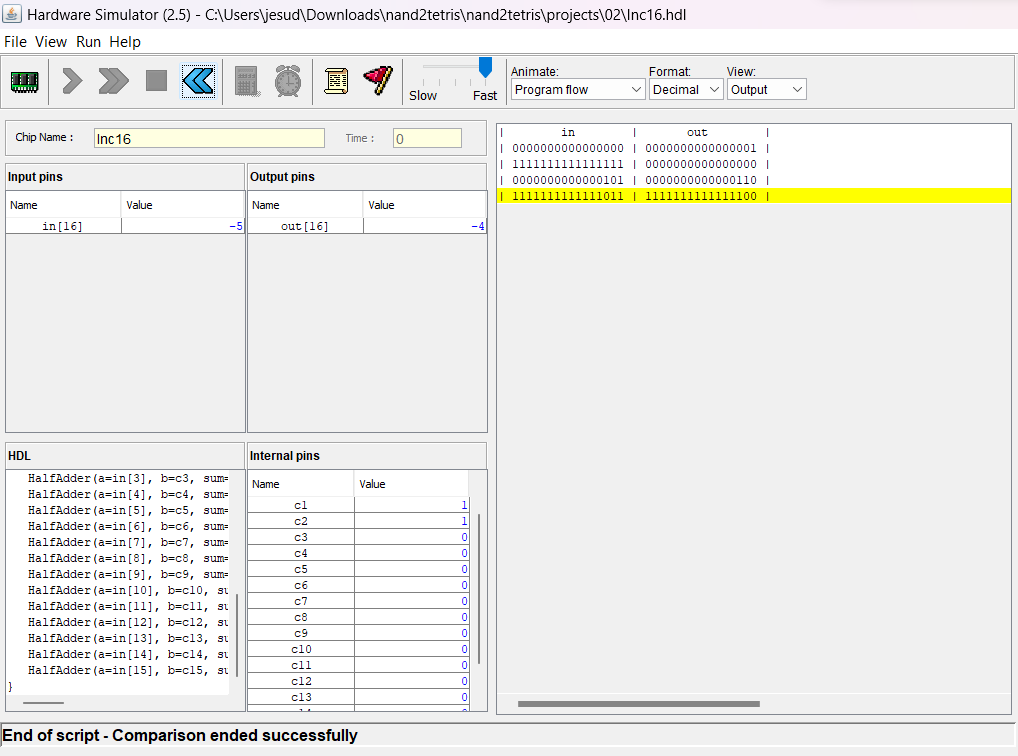 Hardware Simulator (2.5) - C:\Users\jesud\Downloads\nand2tetris\nand2tetris\projects\02\Inc16.hdl
File View Run Help
Slow Fast
Animate: Format: View:
Program flow Decimal Output
Chip Name : Inc16 Time : 0
Input pins
Name Value
in[16] -5
Output pins
Name Value
out[16] -4
HDL
HalfAdder(a=in[3], b=c3, sum=
HalfAdder(a=in[4], b=c4, sum=
HalfAdder(a=in[5], b=c5, sum=
HalfAdder(a=in[6], b=c6, sum=
HalfAdder(a=in[7], b=c7, sum=
HalfAdder(a=in[8], b=c8, sum=
HalfAdder(a=in[9], b=c9, sum=
HalfAdder(a=in[10], b=c10, su
HalfAdder(a=in[11], b=c11, su
HalfAdder(a=in[12], b=c12, su
HalfAdder(a=in[13], b=c13, su
HalfAdder(a=in[14], b=c14, su
HalfAdder(a=in[15], b=c15, su
}
Internal pins
Name Value
c1 1
c2 1
c3 0
c4 0
c5 0
c6 0
c7 0
c8 0
c9 0
c10 0
c11 0
c12 0
c13 0
| in | out |
| 0000000000000000 | 0000000000000001 |
| 1111111111111111 | 0000000000000000 |
| 0000000000000101 | 0000000000000110 |
| 1111111111111011 | 1111111111111100 |
End of script - Comparison ended successfully